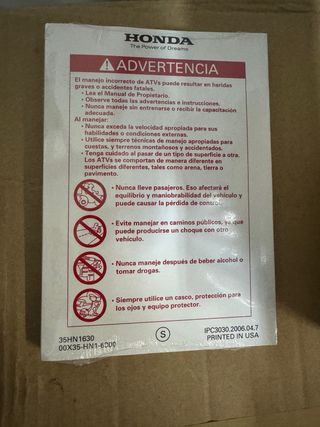 HONDA
The Power of Dreams
ADVERTENCIA
El manejo incorrecto de ATVs puede resultar en heridas
graves o accidentes fatales.
• Lea el Manual de Propietario.
• Observe todas las advertancias e instrucciones.
• Nunca maneje sin entrenarse o recibir la capacitación
adecuada.
Al manejar:
• Nunca exceda la velocidad apropiada para sus
habilidades o condiciones externas.
• Utilice siempre técnicas de manejo apropiadas para
cuestas, y terrenos montañosos y accidentados.
• Tenga cuidado al pasar de un tipo de superficie a otra.
Los ATVs se comportan de manera diferente en
superficies diferentes, tales como arena, tierra o
pavimento.
• Nunca lleve pasajeros. Eso afectará el
equilibrio y maniobrabilidad del vehículo y
puede causar la pérdida de control.
• Evite manejar en caminos públicos, ya que
puede producirse un choque con otro
vehículo.
• Nunca maneje después de beber alcohol o
tomar drogas.
• Siempre utilice un casco, protección para
los ojos y equipo protector.
35HN1630
00X35-HN1-6300
S
IPC3030.2006.04.7
PRINTED IN USA